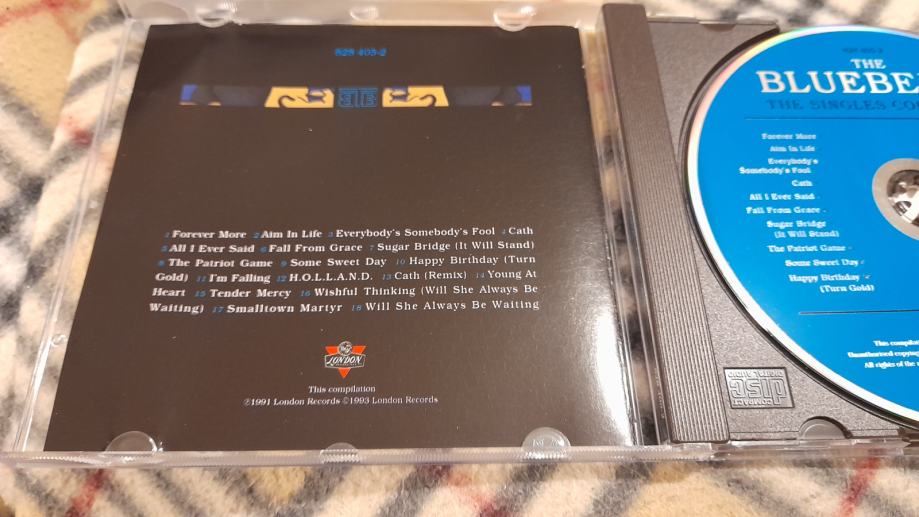 828 405-2
1 Forever More 2 Aim In Life 3 Everybody's Somebody's Fool 4 Cath
5 All I Ever Said 6 Fall From Grace 7 Sugar Bridge (It Will Stand)
8 The Patriot Game 9 Some Sweet Day 10 Happy Birthday (Turn
Gold) 11 I'm Falling 12 H.O.L.L.A.N.D. 13 Cath (Remix) 14 Young At
Heart 15 Tender Mercy 16 Wishful Thinking (Will She Always Be
Waiting) 17 Smalltown Martyr 18 Will She Always Be Waiting
LONDON
This compilation
℗1991 London Records ©1993 London Records
THE
BLUEBE
THE SINGLES CO
Forever More
Aim In Life
Everybody's
Somebody's Fool
Cath
All I Ever Said
Fall From Grace
Sugar Bridge
(It Will Stand)
The Patriot Game
Some Sweet Day
Happy Birthday
(Turn Gold)
This compila
Unauthorised copy
All rights of the
COMPACT
disc
DIGITAL AUDIO